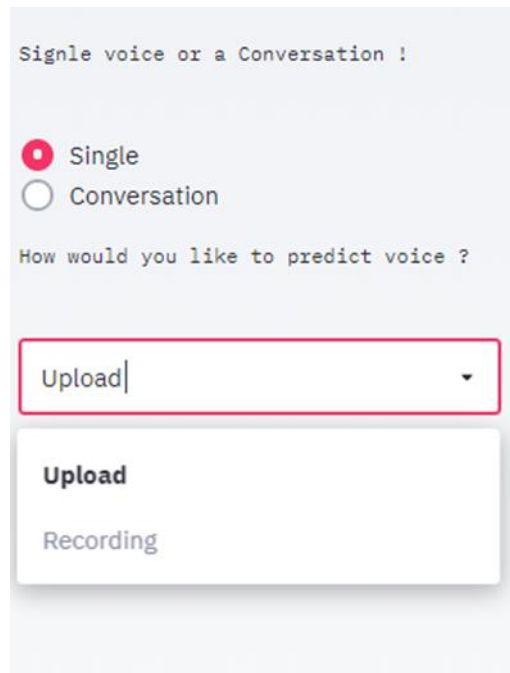 Signle voice or a Conversation !
Single
Conversation
How would you like to predict voice ?
Upload
Upload
Recording